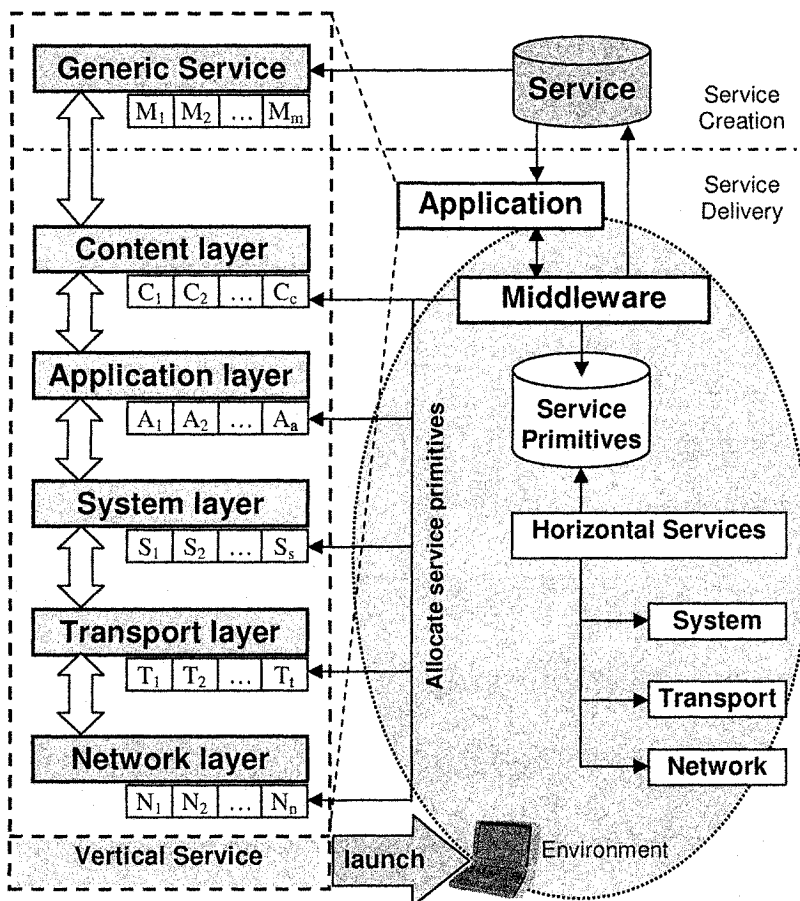 Generic Service
M₁ M₂ … Mₘ
Service
Service
Creation
Service
Delivery
Application
Content layer
C₁ C₂ … C_c
Middleware
Application layer
A₁ A₂ … Aₐ
Service
Primitives
System layer
S₁ S₂ … Sₛ
Allocate service primitives
Horizontal Services
Transport layer
T₁ T₂ … Tₜ
System
Transport
Network layer
N₁ N₂ … Nₙ
Network
Vertical Service
launch
Environment